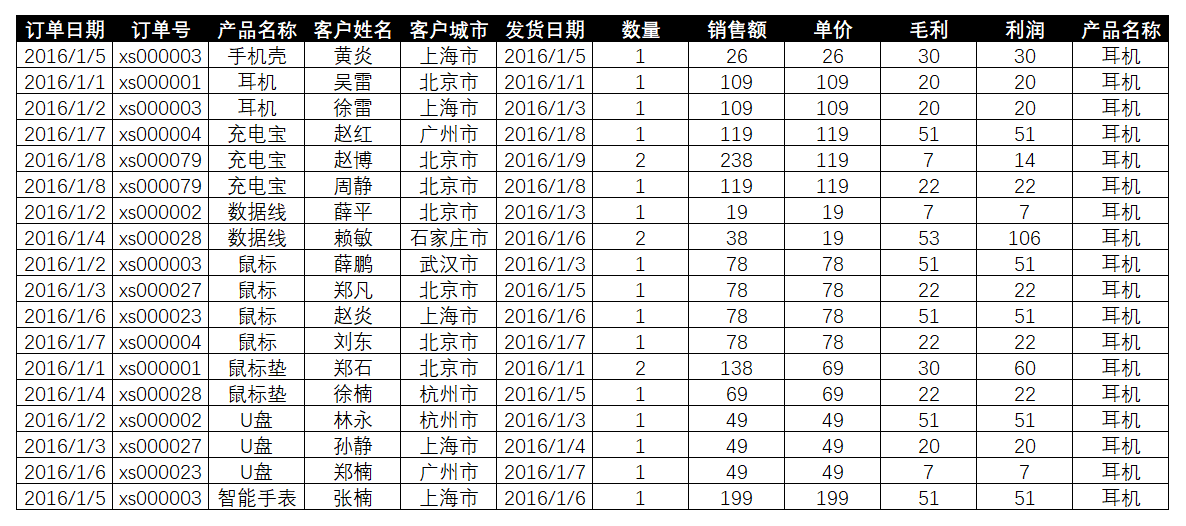 订单日期 订单号 产品名称 客户姓名 客户城市 发货日期 数量 销售额 单价 毛利 利润 产品名称
2016/1/5 xs000003 手机壳 黄炎 上海市 2016/1/5 1 26 26 30 30 耳机
2016/1/1 xs000001 耳机 吴雷 北京市 2016/1/1 1 109 109 20 20 耳机
2016/1/2 xs000003 耳机 徐雷 上海市 2016/1/3 1 109 109 20 20 耳机
2016/1/7 xs000004 充电宝 赵红 广州市 2016/1/8 1 119 119 51 51 耳机
2016/1/8 xs000079 充电宝 赵博 北京市 2016/1/9 2 238 119 7 14 耳机
2016/1/8 xs000079 充电宝 周静 北京市 2016/1/8 1 119 119 22 22 耳机
2016/1/2 xs000002 数据线 薛平 北京市 2016/1/3 1 19 19 7 7 耳机
2016/1/4 xs000028 数据线 赖敏 石家庄市 2016/1/6 2 38 19 53 106 耳机
2016/1/2 xs000003 鼠标 薛鹏 武汉市 2016/1/3 1 78 78 51 51 耳机
2016/1/3 xs000027 鼠标 郑凡 北京市 2016/1/5 1 78 78 22 22 耳机
2016/1/6 xs000023 鼠标 赵炎 上海市 2016/1/6 1 78 78 51 51 耳机
2016/1/7 xs000004 鼠标 刘东 北京市 2016/1/7 1 78 78 22 22 耳机
2016/1/1 xs000001 鼠标垫 郑石 北京市 2016/1/1 2 138 69 30 60 耳机
2016/1/4 xs000028 鼠标垫 徐楠 杭州市 2016/1/5 1 69 69 22 22 耳机
2016/1/2 xs000002 U盘 林永 杭州市 2016/1/3 1 49 49 51 51 耳机
2016/1/3 xs000027 U盘 孙静 上海市 2016/1/4 1 49 49 20 20 耳机
2016/1/6 xs000023 U盘 郑楠 广州市 2016/1/7 1 49 49 7 7 耳机
2016/1/5 xs000003 智能手表 张楠 上海市 2016/1/6 1 199 199 51 51 耳机